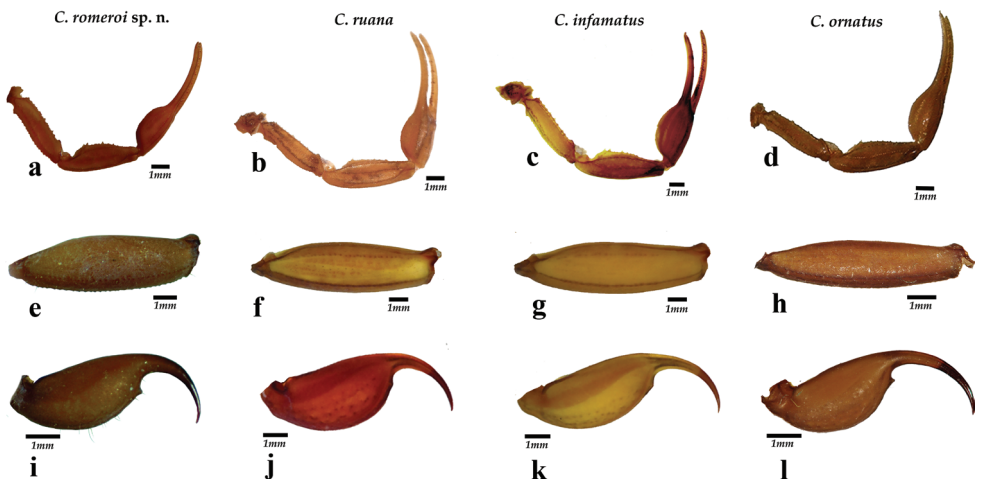 C. romeroi sp. n.
C. ruana
C. infamatus
C. ornatus
a
1mm
b
1mm
c
1mm
d
1mm
e
1mm
f
1mm
g
1mm
h
1mm
i
1mm
j
1mm
k
1mm
l
1mm